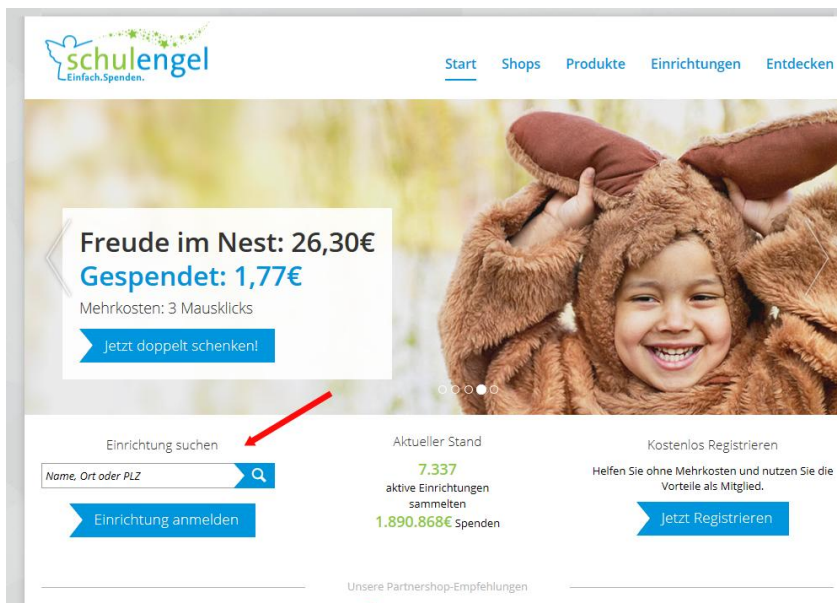 schulengel
Einfach.Spenden.
Start Shops Produkte Einrichtungen Entdecken
Freude im Nest: 26,30€
Gespendet: 1,77€
Mehrkosten: 3 Mausklicks
Jetzt doppelt schenken!
Einrichtung suchen
Name, Ort oder PLZ
Einrichtung anmelden
Aktueller Stand
7.337
aktive Einrichtungen
sammelten
1.890.868€ Spenden
Kostenlos Registrieren
Helfen Sie ohne Mehrkosten und nutzen Sie die
Vorteile als Mitglied.
Jetzt Registrieren
Unsere Partnershop-Empfehlungen